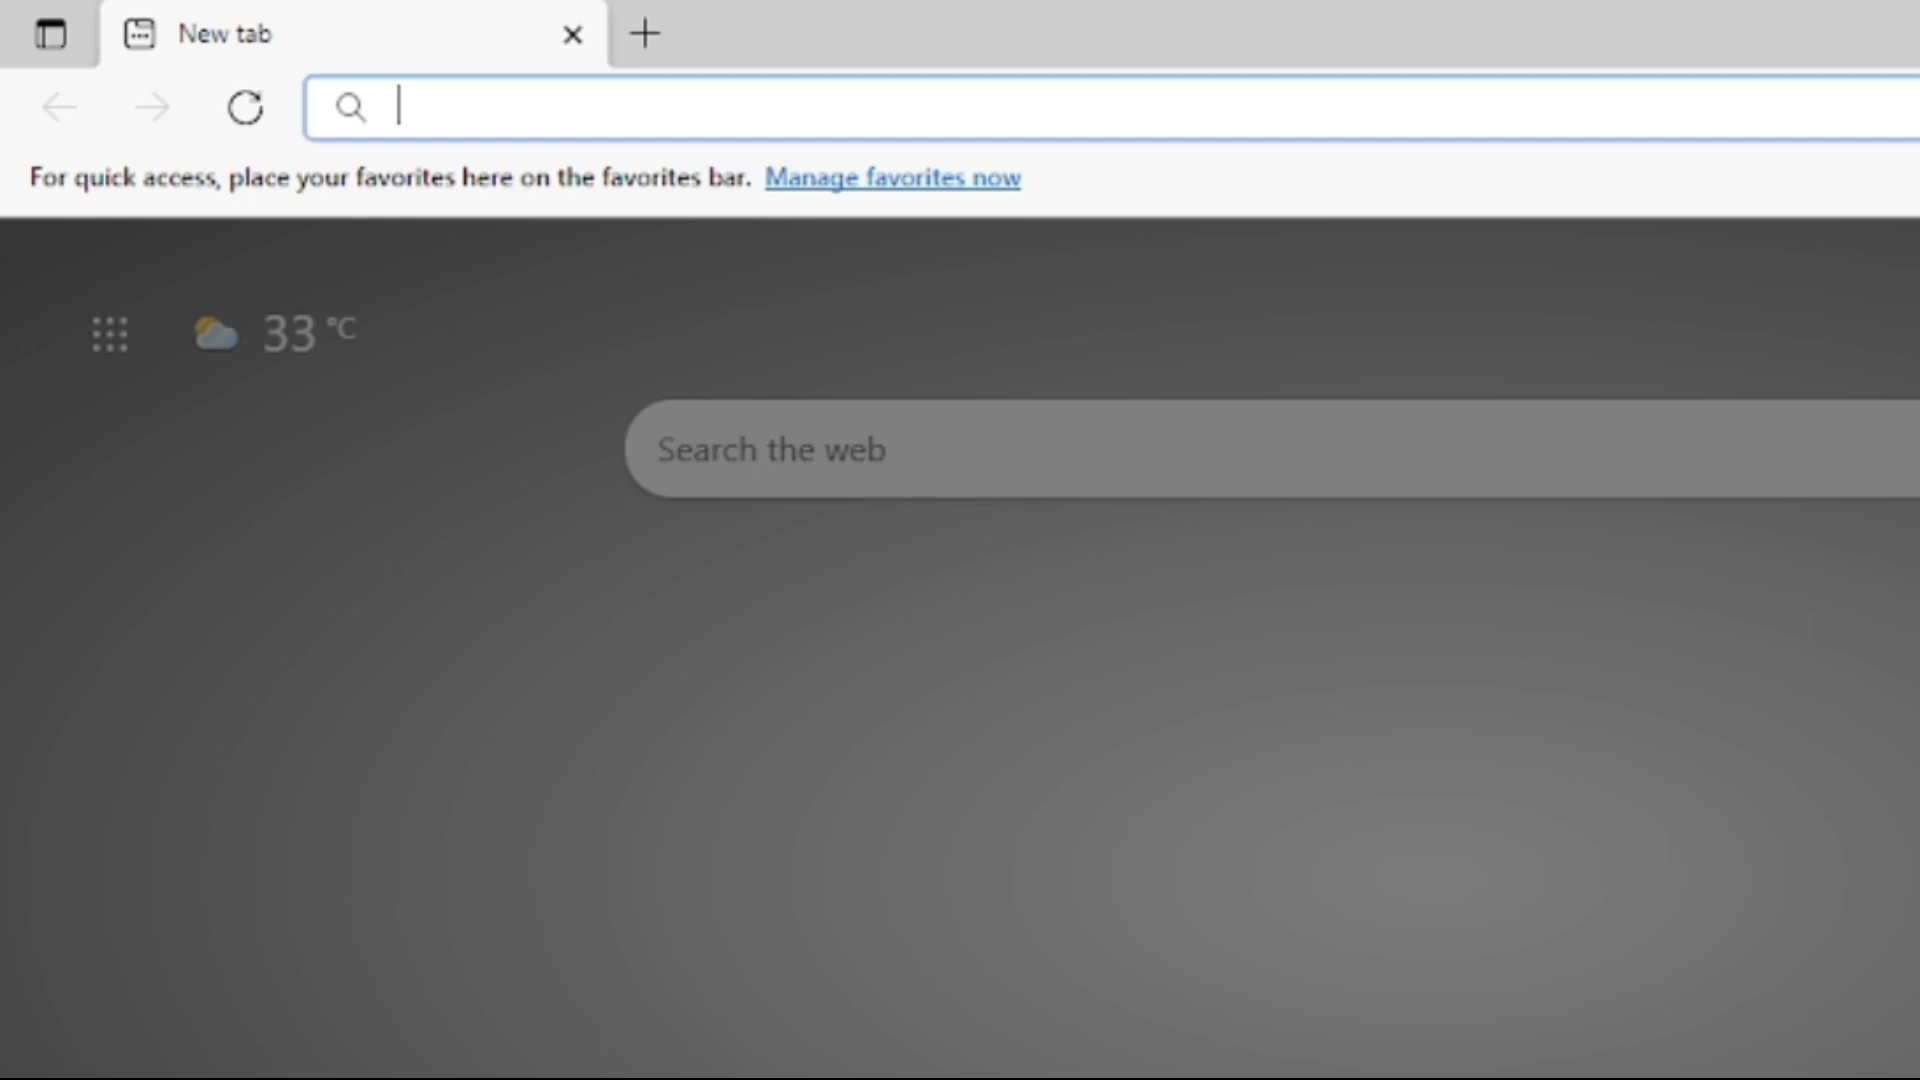 New tab
For quick access, place your favorites here on the favorites bar. Manage favorites now
33 °C
Search the web